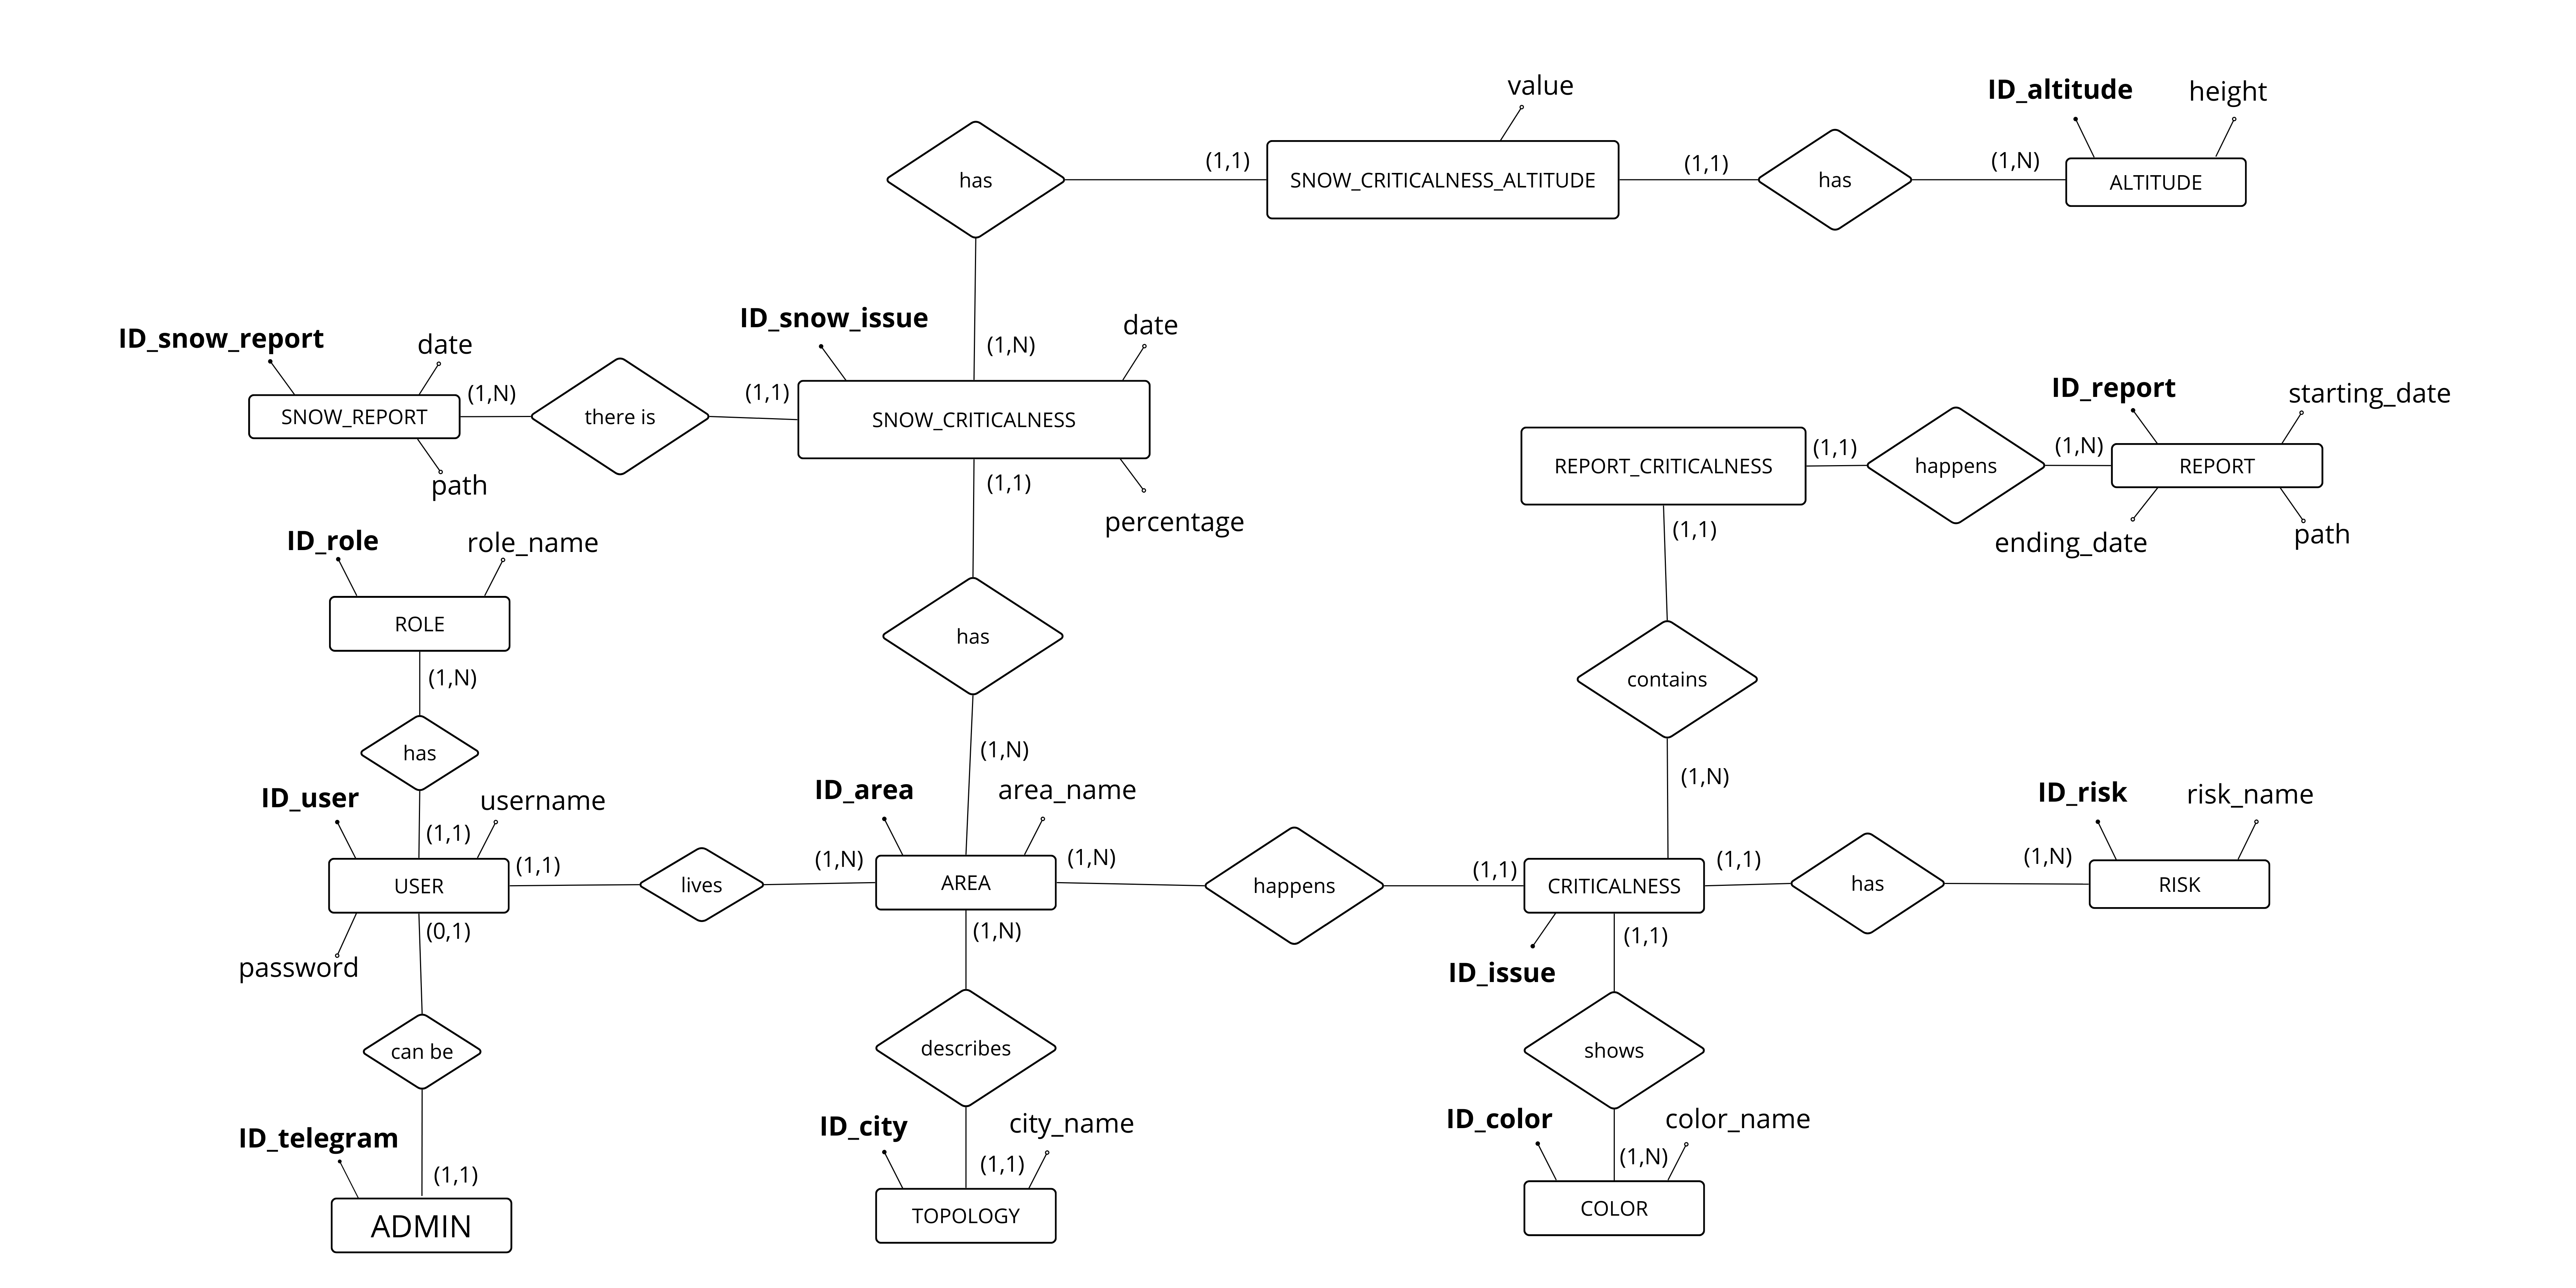 value
ID_altitude
height
has
(1,1)
SNOW_CRITICALNESS_ALTITUDE
(1,1)
has
(1,N)
ALTITUDE
ID_snow_report
date
(1,N)
SNOW_REPORT
path
there is
ID_snow_issue
date
(1,N)
(1,1)
SNOW_CRITICALNESS
(1,1)
percentage
ID_report
starting_date
REPORT_CRITICALNESS
(1,1)
happens
(1,N)
REPORT
ending_date
path
(1,1)
ID_role
role_name
ROLE
(1,N)
has
has
contains
(1,N)
(1,N)
ID_user
username
(1,1)
USER
(1,1)
password
(0,1)
lives
ID_area
area_name
(1,N)
AREA
(1,N)
(1,N)
happens
(1,1)
CRITICALNESS
(1,1)
ID_issue
(1,1)
has
ID_risk
risk_name
(1,N)
RISK
can be
describes
shows
ID_telegram
(1,1)
ADMIN
ID_city
city_name
(1,1)
TOPOLOGY
ID_color
color_name
(1,N)
COLOR